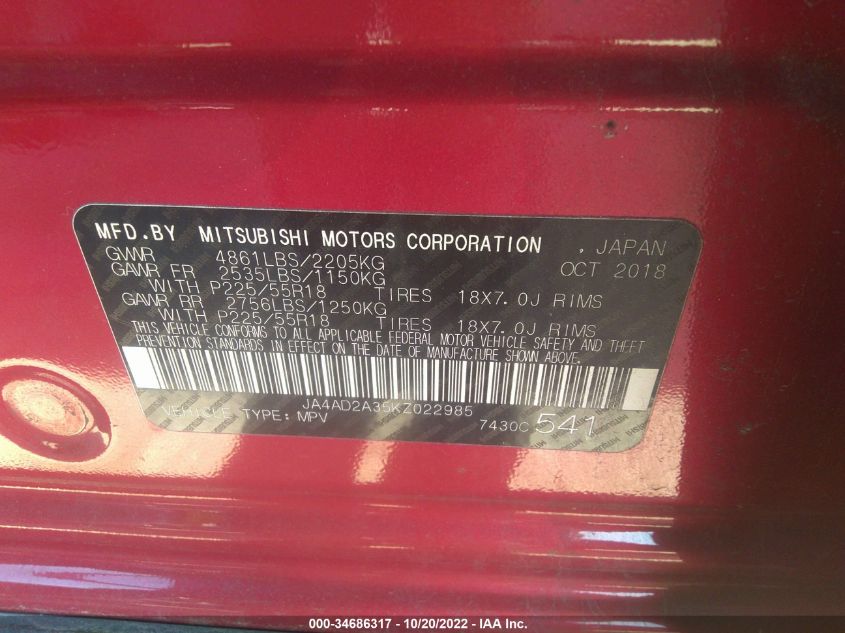 MFD.BY MITSUBISHI MOTORS CORPORATION , JAPAN
GVWR 4861LBS/2205KG OCT 2018
GAWR FR 2535LBS/1150KG
WITH P225/55R18 TIRES 18X7.0J RIMS
GAWR RR 2756LBS/1250KG
WITH P225/55R18 TIRES 18X7.0J RIMS
THIS VEHICLE CONFORMS TO ALL APPLICABLE FEDERAL MOTOR VEHICLE SAFETY AND THEFT
PREVENTION STANDARDS IN EFFECT ON THE DATE OF MANUFACTURE SHOWN ABOVE.
JA4AD2A35KZ022985
VEHICLE TYPE: MPV 7430C 541
000-34686317 - 10/20/2022 - IAA Inc.